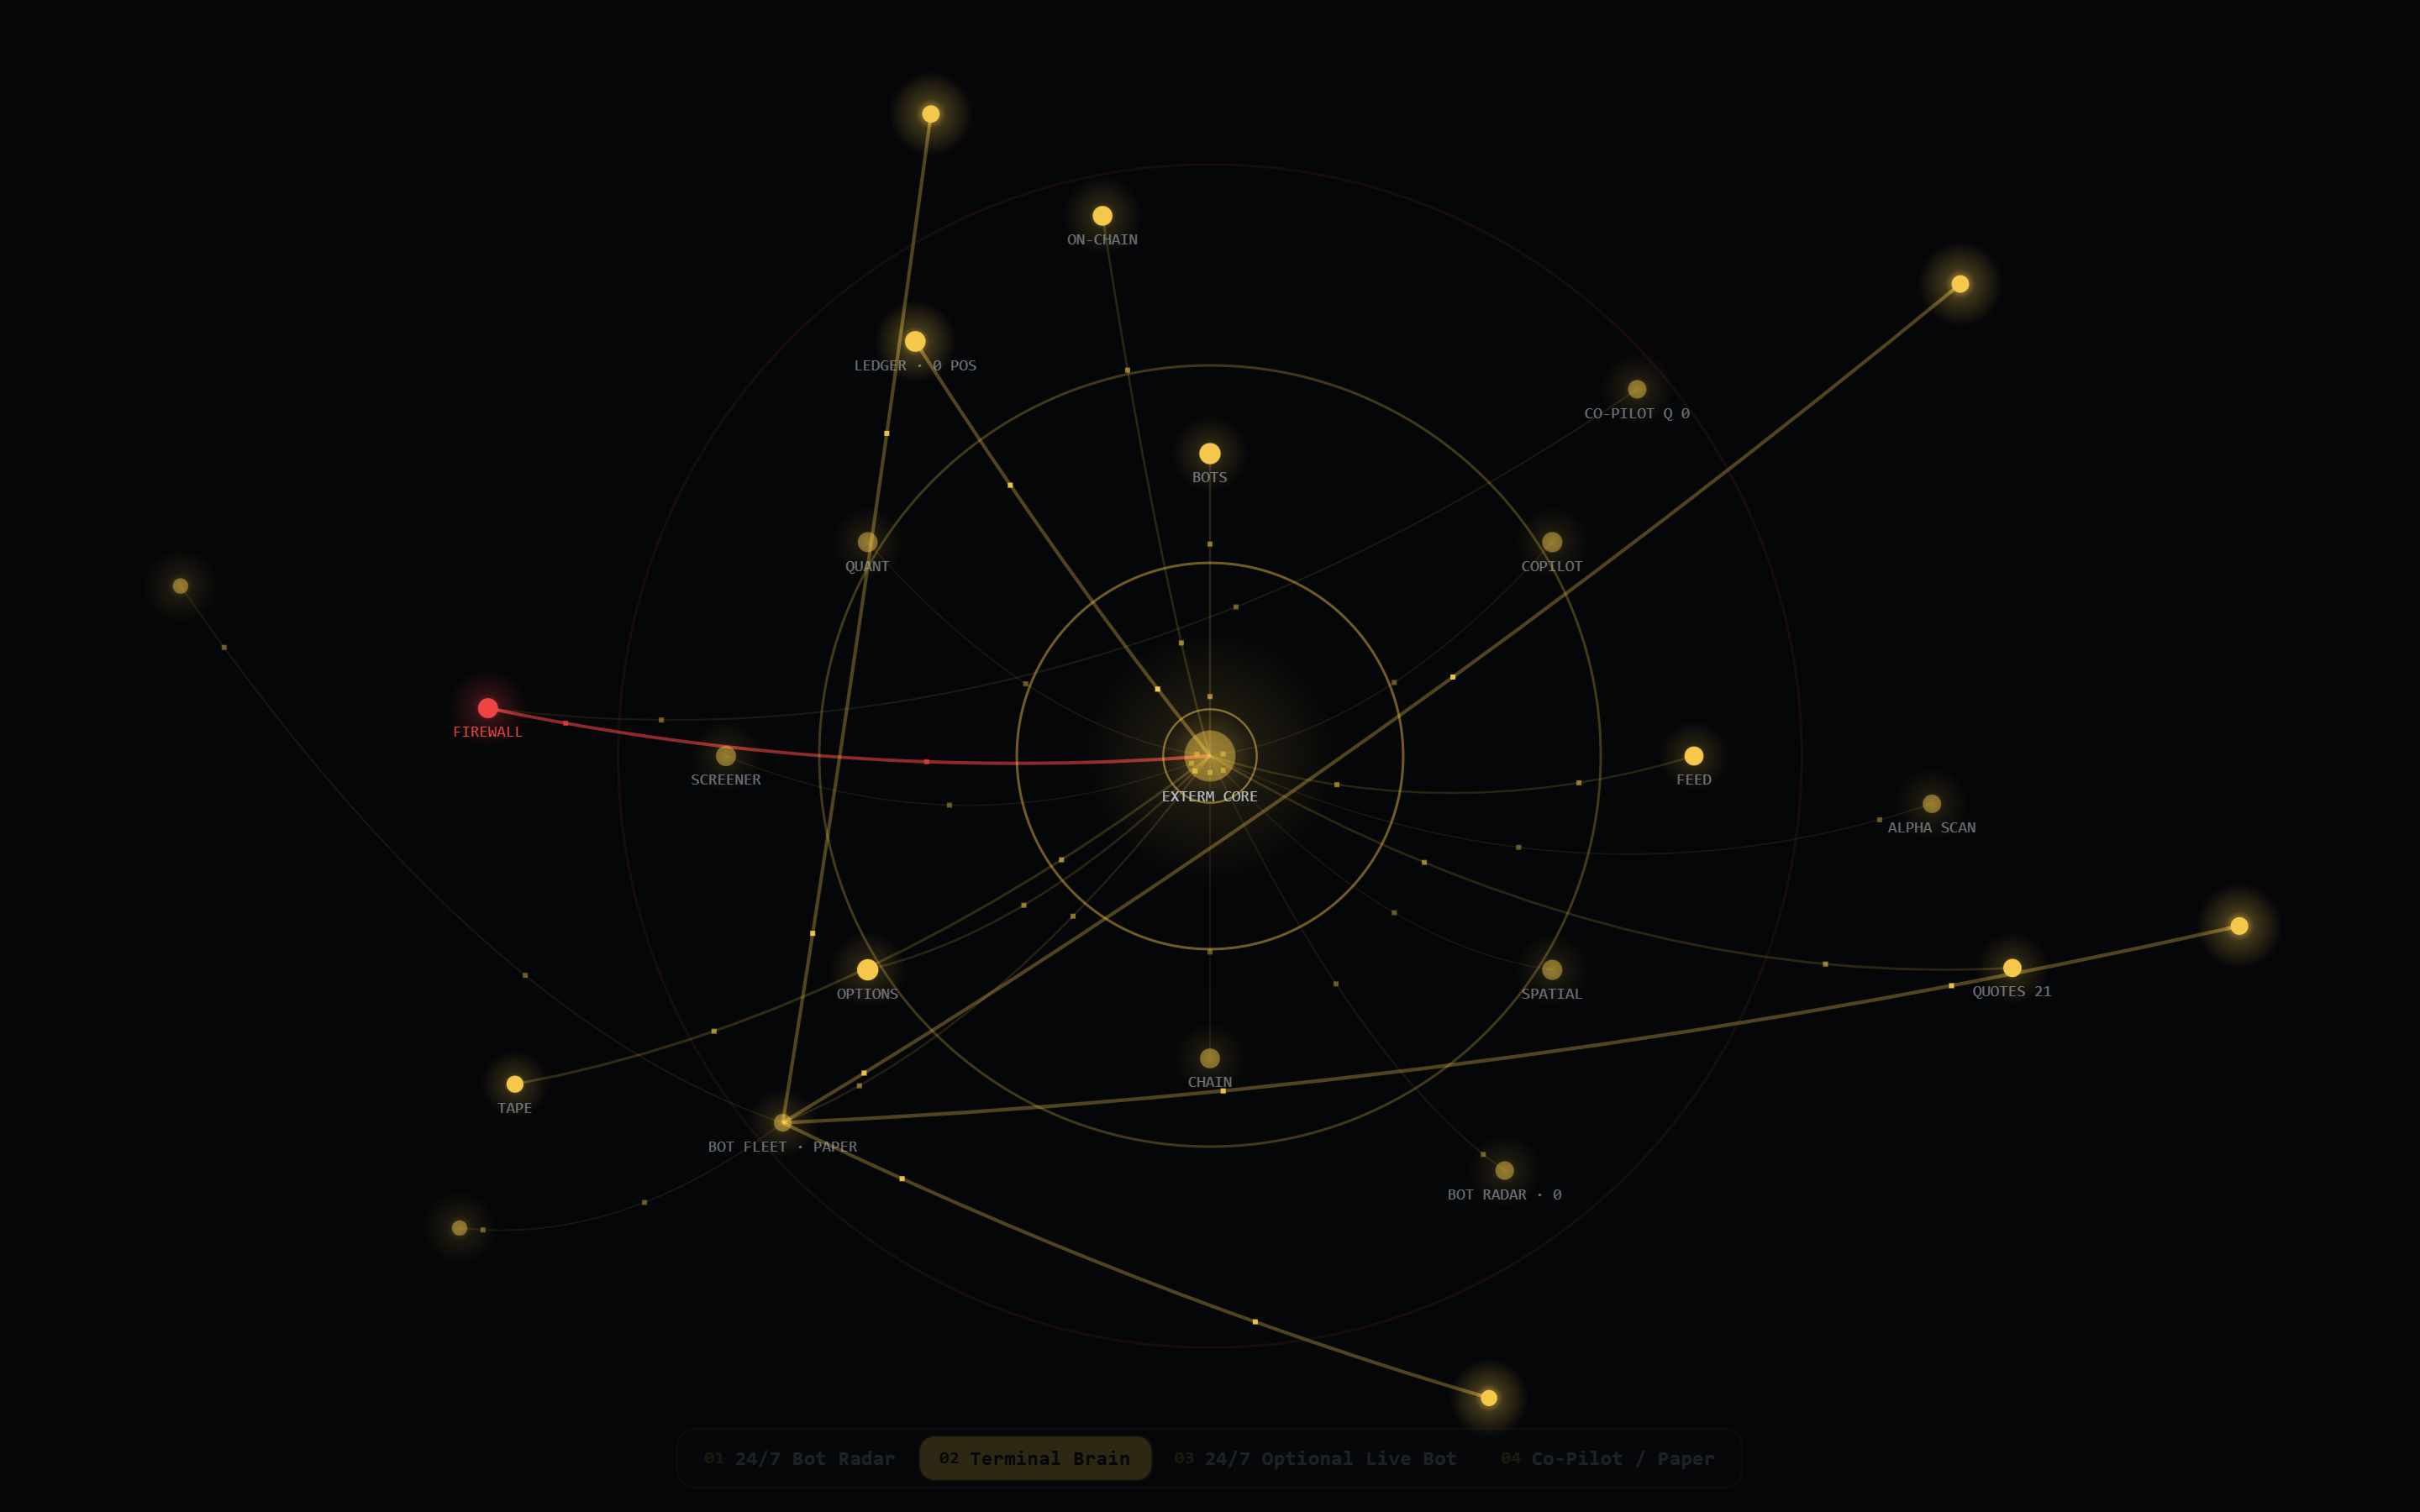 ON-CHAIN
LEDGER · 0 POS
CO-PILOT Q 0
BOTS
QUANT
COPILOT
FIREWALL
SCREENER
FEED
EXTERM CORE
ALPHA SCAN
OPTIONS
SPATIAL
QUOTES 21
CHAIN
TAPE
BOT FLEET · PAPER
BOT RADAR · 0
01 24/7 Bot Radar
02 Terminal Brain
03 24/7 Optional Live Bot
04 Co-Pilot / Paper